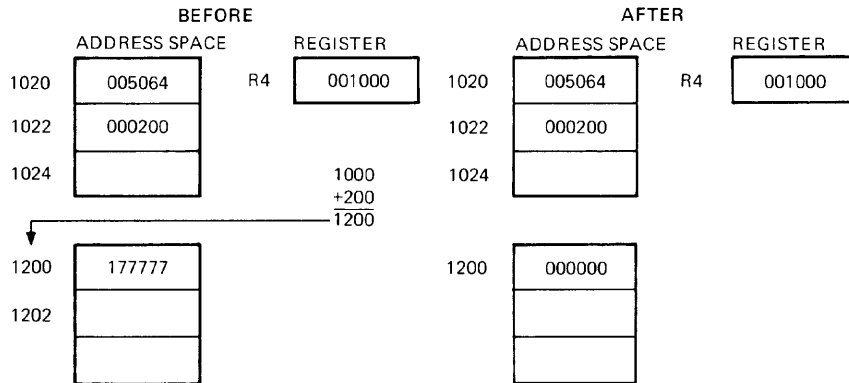 BEFORE
ADDRESS SPACE REGISTER
1020 005064 R4 001000
1022 000200
1024
1000
+200
1200
1200 177777
1202
AFTER
ADDRESS SPACE REGISTER
1020 005064 R4 001000
1022 000200
1024
1200 000000